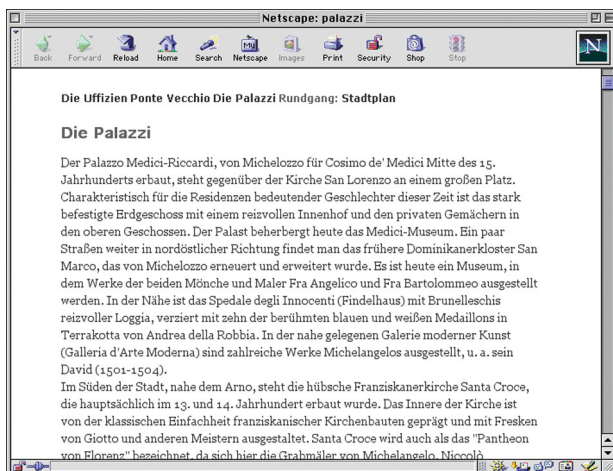 Netscape: palazzi
Back Forward Reload Home Search Netscape Images Print Security Shop Stop
N
Die Uffizien Ponte Vecchio Die Palazzi Rundgang: Stadtplan
Die Palazzi
Der Palazzo Medici-Riccardi, von Michelozzo für Cosimo de' Medici Mitte des 15.
Jahrhunderts erbaut, steht gegenüber der Kirche San Lorenzo an einem großen Platz.
Charakteristisch für die Residenzen bedeutender Geschlechter dieser Zeit ist das stark
befestigte Erdgeschoss mit einem reizvollen Innenhof und den privaten Gemächern in
den oberen Geschossen. Der Palast beherbergt heute das Medici-Museum. Ein paar
Straßen weiter in nordöstlicher Richtung findet man das frühere Dominikanerkloster San
Marco, das von Michelozzo erneuert und erweitert wurde. Es ist heute ein Museum, in
dem Werke der beiden Mönche und Maler Fra Angelico und Fra Bartolommeo ausgestellt
werden. In der Nähe ist das Spedale degli Innocenti (Findelhaus) mit Brunelleschis
reizvoller Loggia, verziert mit zehn der berühmten blauen und weißen Medaillons in
Terrakotta von Andrea della Robbia. In der nahe gelegenen Galerie moderner Kunst
(Galleria d'Arte Moderna) sind zahlreiche Werke Michelangelos ausgestellt, u. a. sein
David (1501-1504).
Im Süden der Stadt, nahe dem Arno, steht die hübsche Franziskanerkirche Santa Croce,
die hauptsächlich im 13. und 14. Jahrhundert erbaut wurde. Das Innere der Kirche ist
von der klassischen Einfachheit franziskanischer Kirchenbauten geprägt und mit Fresken
von Giotto und anderen Meistern ausgestaltet. Santa Croce wird auch als das "Pantheon
von Florenz" bezeichnet, da sich hier die Grabmäler von Michelangelo, Niccolò